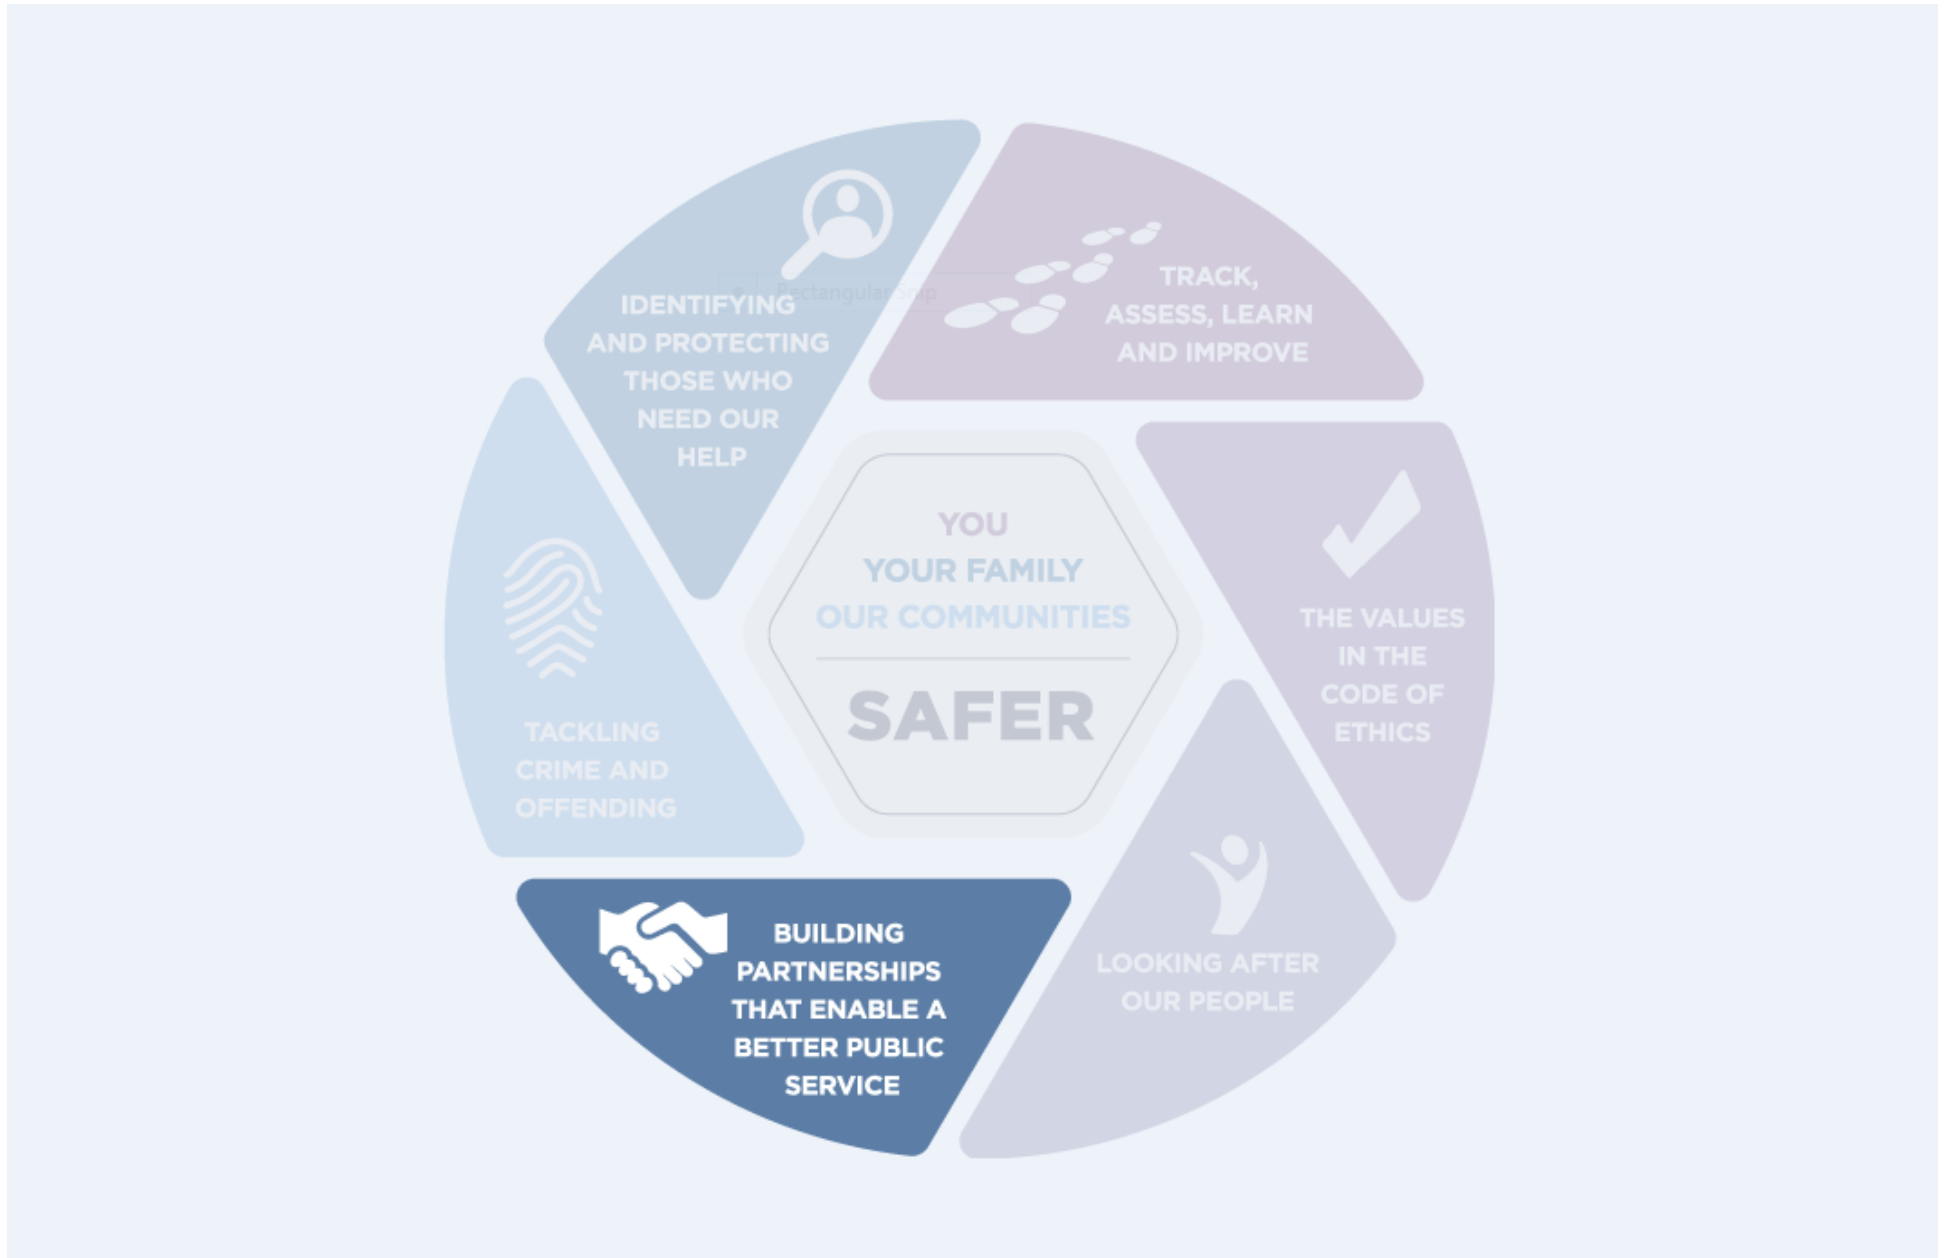 IDENTIFYING
AND PROTECTING
THOSE WHO
NEED OUR
HELP
Rectangular Snip
TRACK,
ASSESS, LEARN
AND IMPROVE
YOU
YOUR FAMILY
OUR COMMUNITIES
SAFER
THE VALUES
IN THE
CODE OF
ETHICS
TACKLING
CRIME AND
OFFENDING
LOOKING AFTER
OUR PEOPLE
BUILDING
PARTNERSHIPS
THAT ENABLE A
BETTER PUBLIC
SERVICE